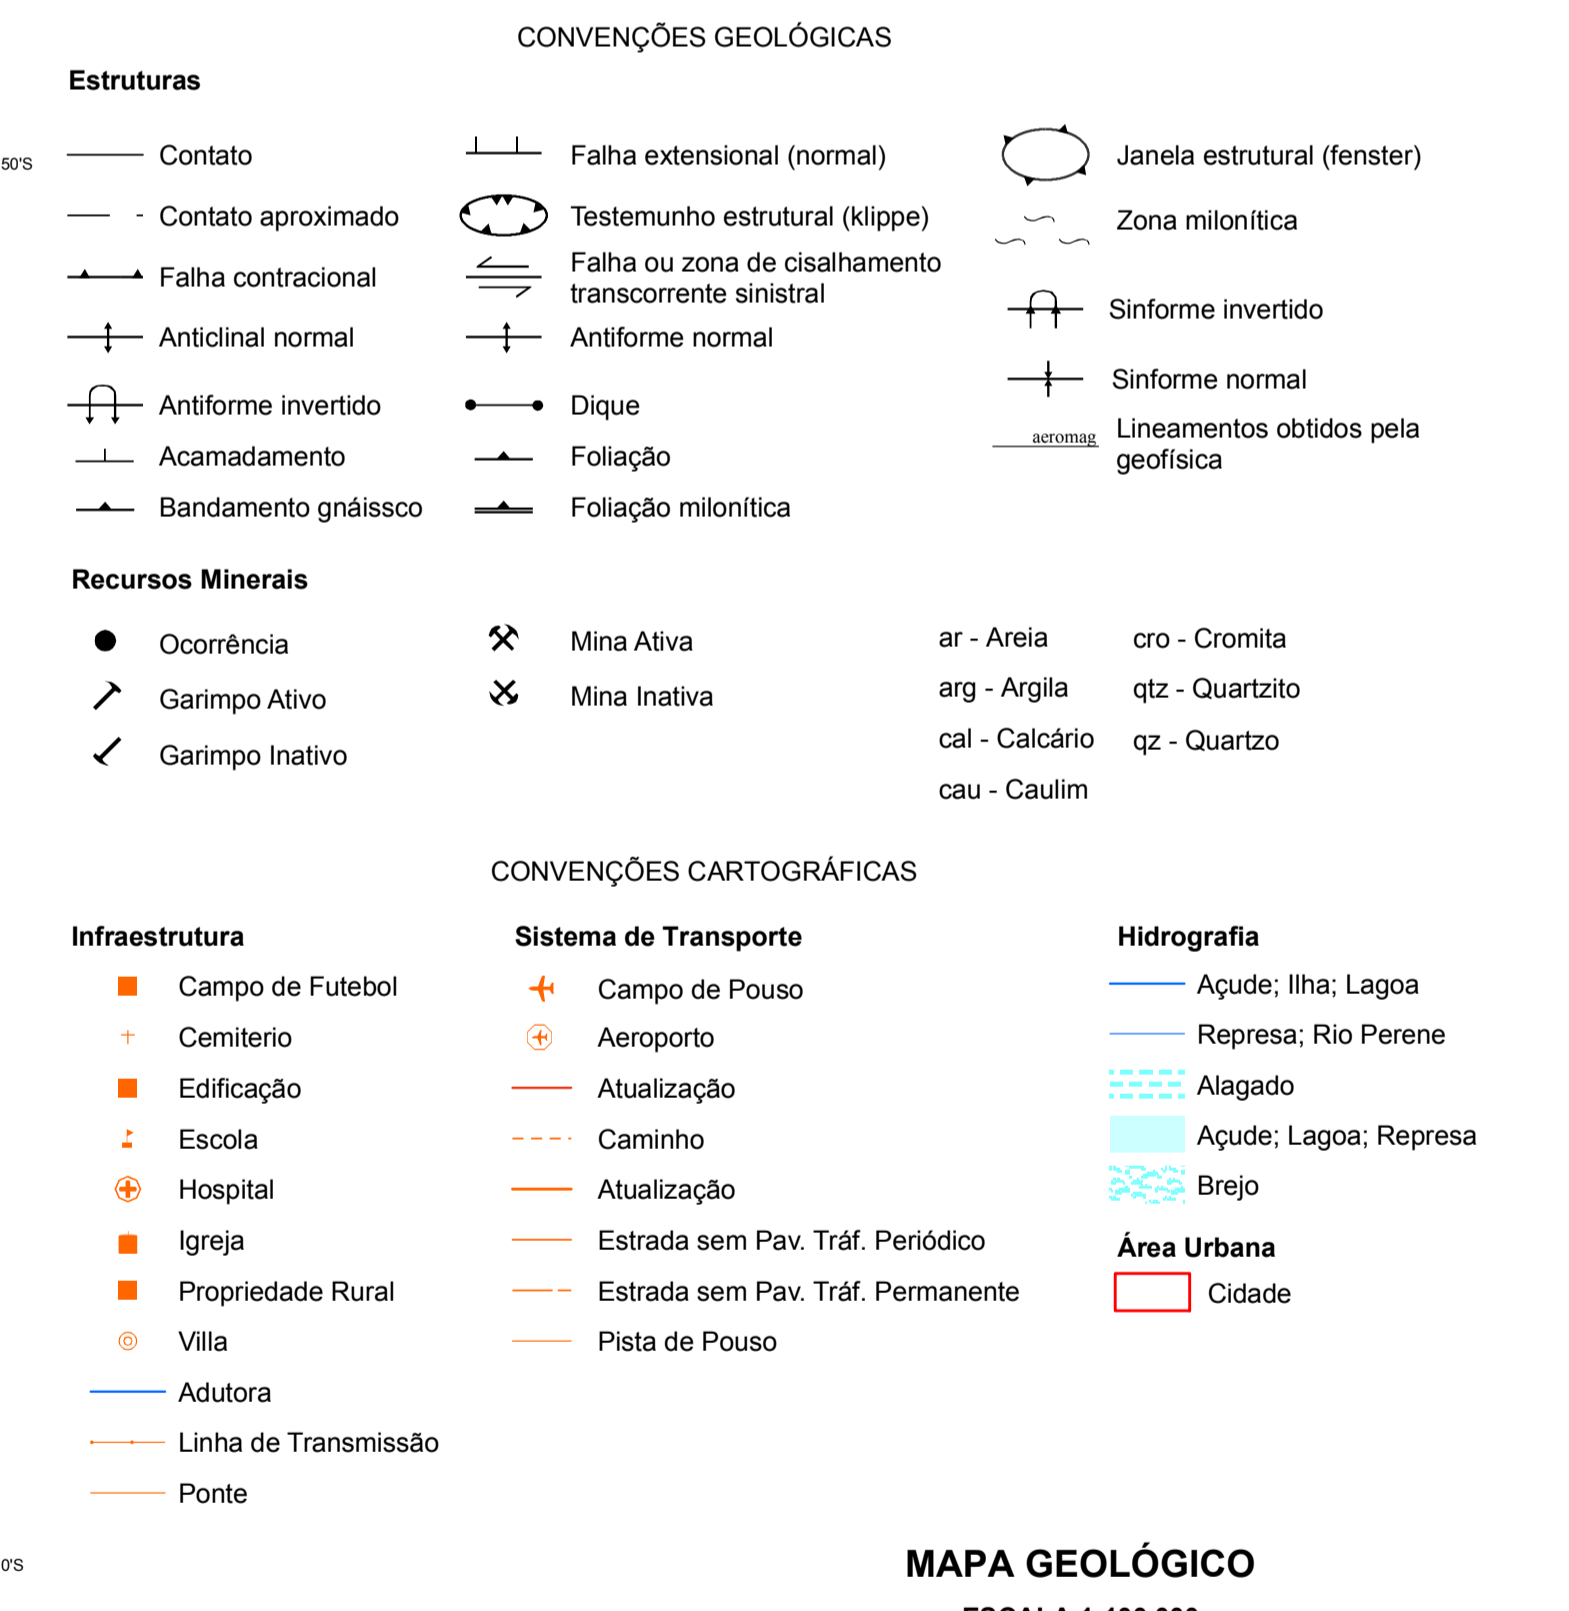 CONVENÇÕES GEOLÓGICAS
Estruturas
50'S
Contato
Contato aproximado
Falha contracional
Anticlinal normal
Antiforme invertido
Acamadamento
Bandamento gnáissco
Falha extensional (normal)
Testemunho estrutural (klippe)
Falha ou zona de cisalhamento
transcorrente sinistral
Antiforme normal
Dique
Foliação
Foliação milonítica
Janela estrutural (fenster)
Zona milonítica
Sinforme invertido
Sinforme normal
aeromag
Lineamentos obtidos pela
geofísica
Recursos Minerais
Ocorrência
Garimpo Ativo
Garimpo Inativo
Mina Ativa
Mina Inativa
ar - Areia
arg - Argila
cal - Calcário
cau - Caulim
cro - Cromita
qtz - Quartzito
qz - Quartzo
CONVENÇÕES CARTOGRÁFICAS
Infraestrutura
Campo de Futebol
Cemiterio
Edificação
Escola
Hospital
Igreja
Propriedade Rural
Villa
Adutora
Linha de Transmissão
Ponte
Sistema de Transporte
Campo de Pouso
Aeroporto
Atualização
Caminho
Atualização
Estrada sem Pav. Tráf. Periódico
Estrada sem Pav. Tráf. Permanente
Pista de Pouso
Hidrografia
Açude; Ilha; Lagoa
Represa; Rio Perene
Alagado
Açude; Lagoa; Represa
Brejo
Área Urbana
Cidade
0'S
MAPA GEOLÓGICO